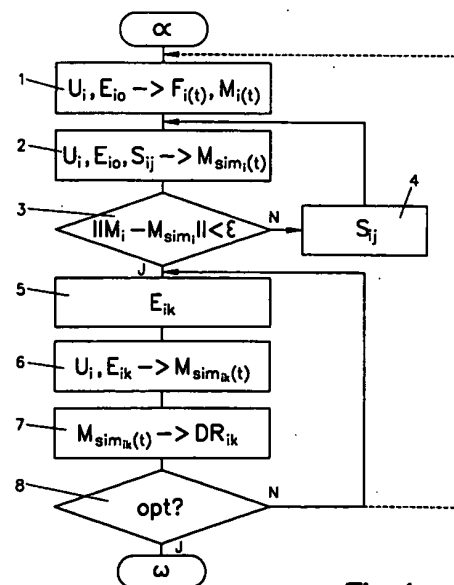 ∝
1
U_i, E_io -> F_i(t), M_i(t)
2
U_i, E_io, S_ij -> M_sim_i(t)
3
||M_i - M_sim_i|| < ε
N
4
S_ij
J
5
E_ik
6
U_i, E_ik -> M_sim_ik(t)
7
M_sim_ik(t) -> DR_ik
8
opt?
N
J
ω